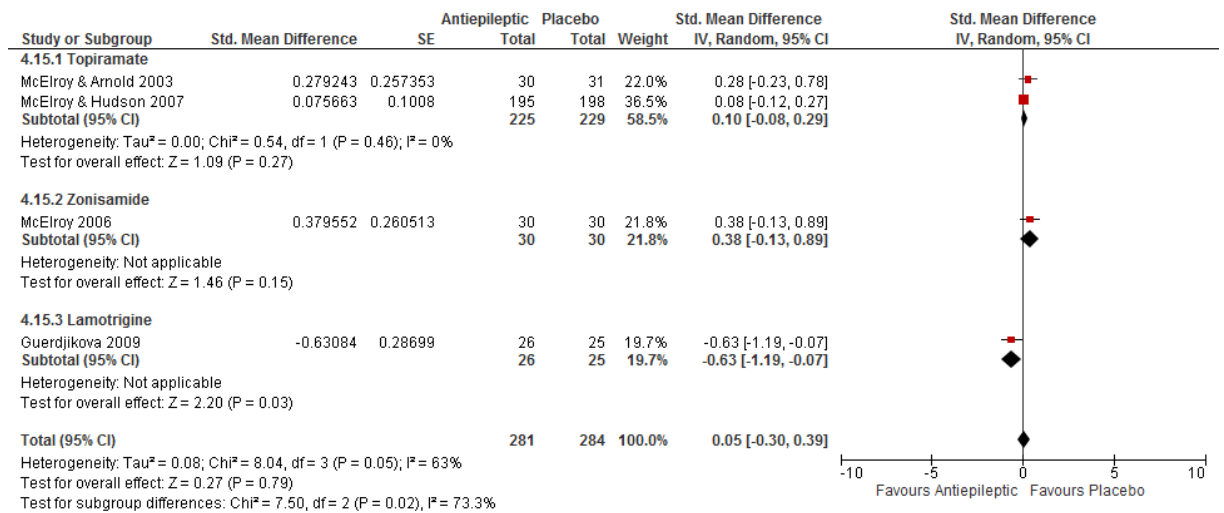 Antiepileptic Placebo Std. Mean Difference Std. Mean Difference
Study or Subgroup Std. Mean Difference SE Total Total Weight IV, Random, 95% CI IV, Random, 95% CI
4.15.1 Topiramate
McElroy & Arnold 2003 0.279243 0.257353 30 31 22.0% 0.28 [-0.23, 0.78]
McElroy & Hudson 2007 0.075663 0.1008 195 198 36.5% 0.08 [-0.12, 0.27]
Subtotal (95% CI) 225 229 58.5% 0.10 [-0.08, 0.29]
Heterogeneity: Tau² = 0.00; Chi² = 0.54, df = 1 (P = 0.46); I² = 0%
Test for overall effect: Z = 1.09 (P = 0.27)
4.15.2 Zonisamide
McElroy 2006 0.379552 0.260513 30 30 21.8% 0.38 [-0.13, 0.89]
Subtotal (95% CI) 30 30 21.8% 0.38 [-0.13, 0.89]
Heterogeneity: Not applicable
Test for overall effect: Z = 1.46 (P = 0.15)
4.15.3 Lamotrigine
Guerdjikova 2009 -0.63084 0.28699 26 25 19.7% -0.63 [-1.19, -0.07]
Subtotal (95% CI) 26 25 19.7% -0.63 [-1.19, -0.07]
Heterogeneity: Not applicable
Test for overall effect: Z = 2.20 (P = 0.03)
Total (95% CI) 281 284 100.0% 0.05 [-0.30, 0.39]
Heterogeneity: Tau² = 0.08; Chi² = 8.04, df = 3 (P = 0.05); I² = 63%
Test for overall effect: Z = 0.27 (P = 0.79)
Test for subgroup differences: Chi² = 7.50, df = 2 (P = 0.02), I² = 73.3%
-10 -5 0 5 10
Favours Antiepileptic Favours Placebo